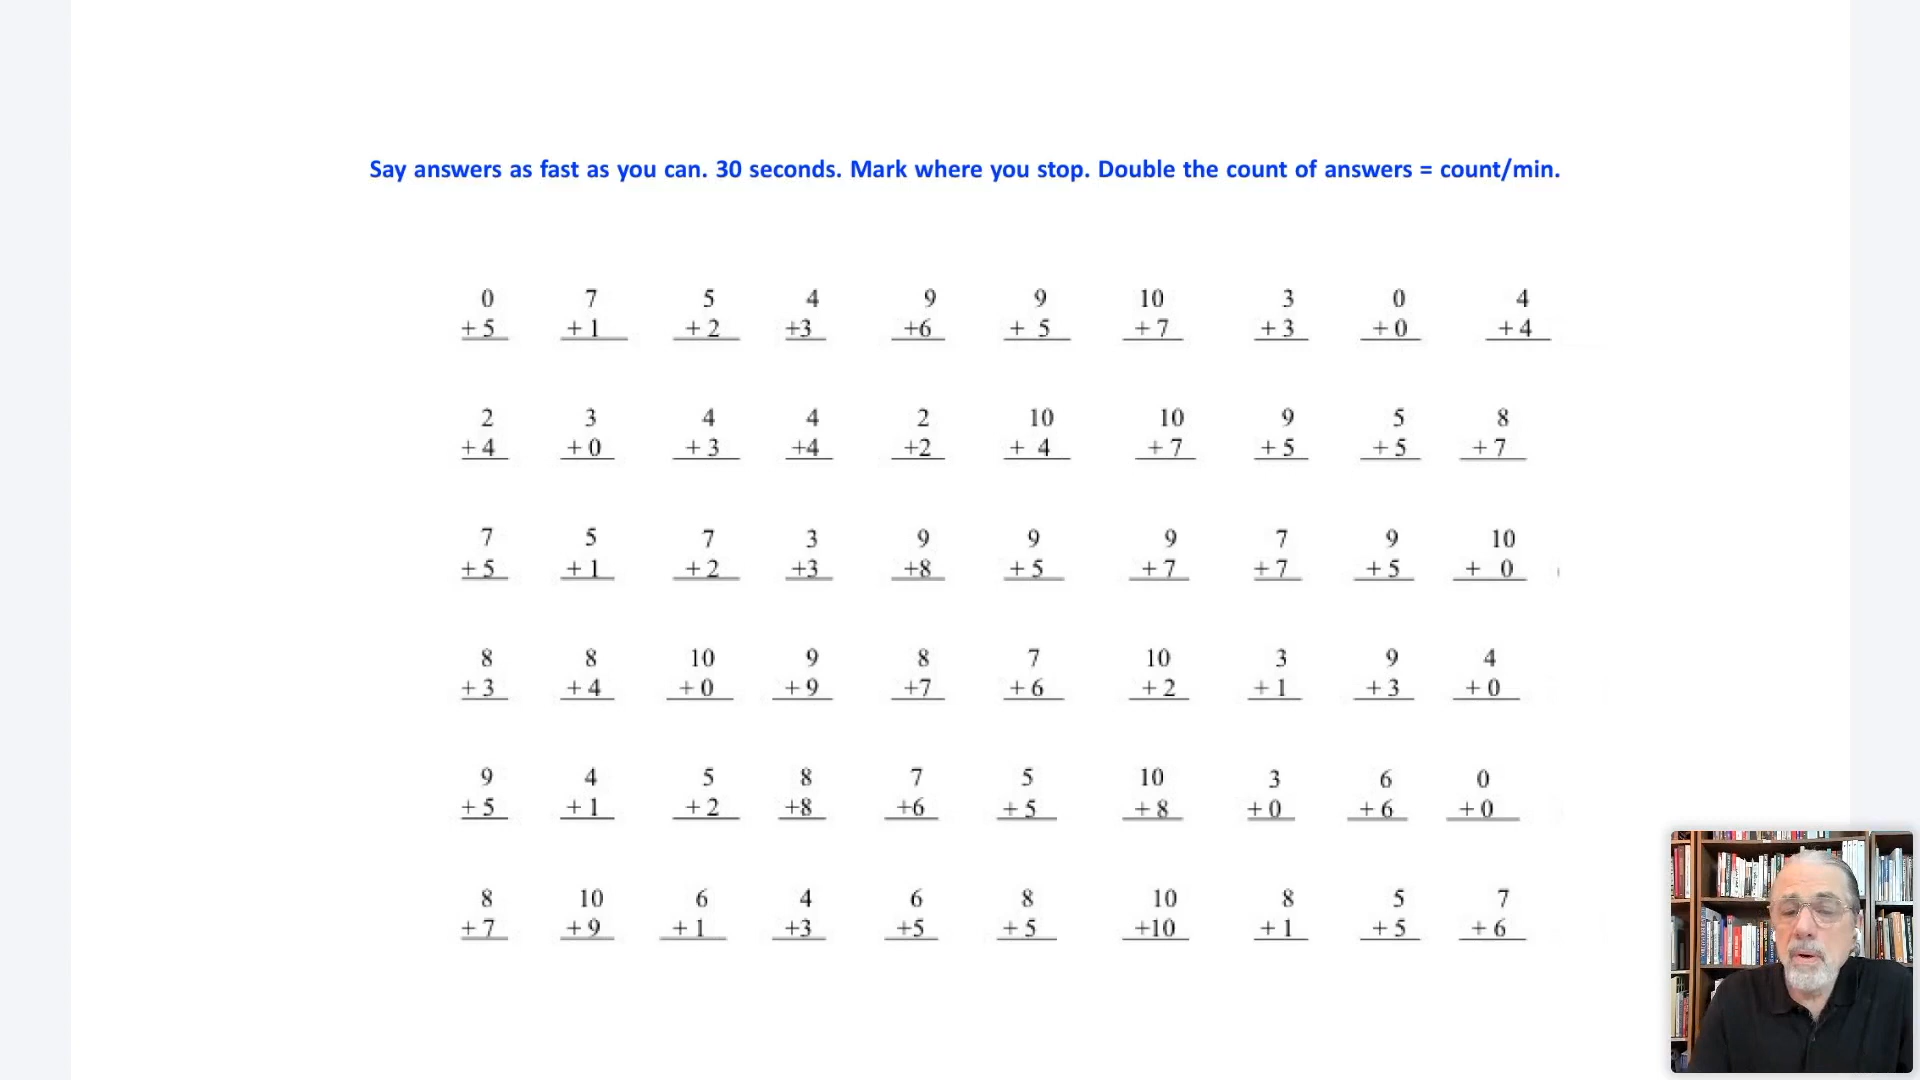 Say answers as fast as you can. 30 seconds. Mark where you stop. Double the count of answers = count/min.
0 7 5 4 9 9 10 3 0 4
+5 +1 +2 +3 +6 + 5 +7 +3 +0 +4
2 3 4 4 2 10 10 9 5 8
+4 +0 +3 +4 +2 + 4 +7 +5 +5 +7
7 5 7 3 9 9 9 7 9 10
+5 +1 +2 +3 +8 +5 +7 +7 +5 + 0
8 8 10 9 8 7 10 3 9 4
+3 +4 +0 +9 +7 +6 +2 +1 +3 +0
9 4 5 8 7 5 10 3 6 0
+5 +1 +2 +8 +6 +5 +8 +0 +6 +0
8 10 6 4 6 8 10 8 5 7
+7 +9 +1 +3 +5 +5 +10 +1 +5 +6